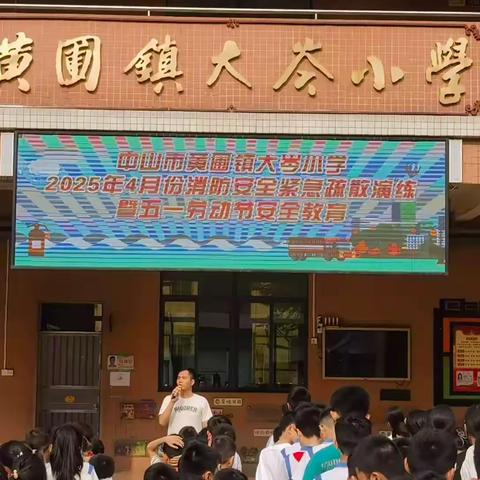 黄圃镇大岑小学
中山市黄圃镇大岑小学
2025年4月份消防安全紧急疏散演练
暨五一劳动节安全教育